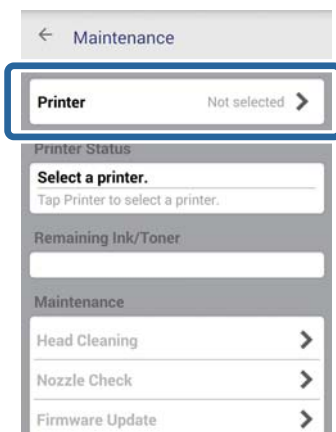 Maintenance
Printer Not selected
Printer Status
Select a printer.
Tap Printer to select a printer.
Remaining Ink/Toner
Maintenance
Head Cleaning
Nozzle Check
Firmware Update